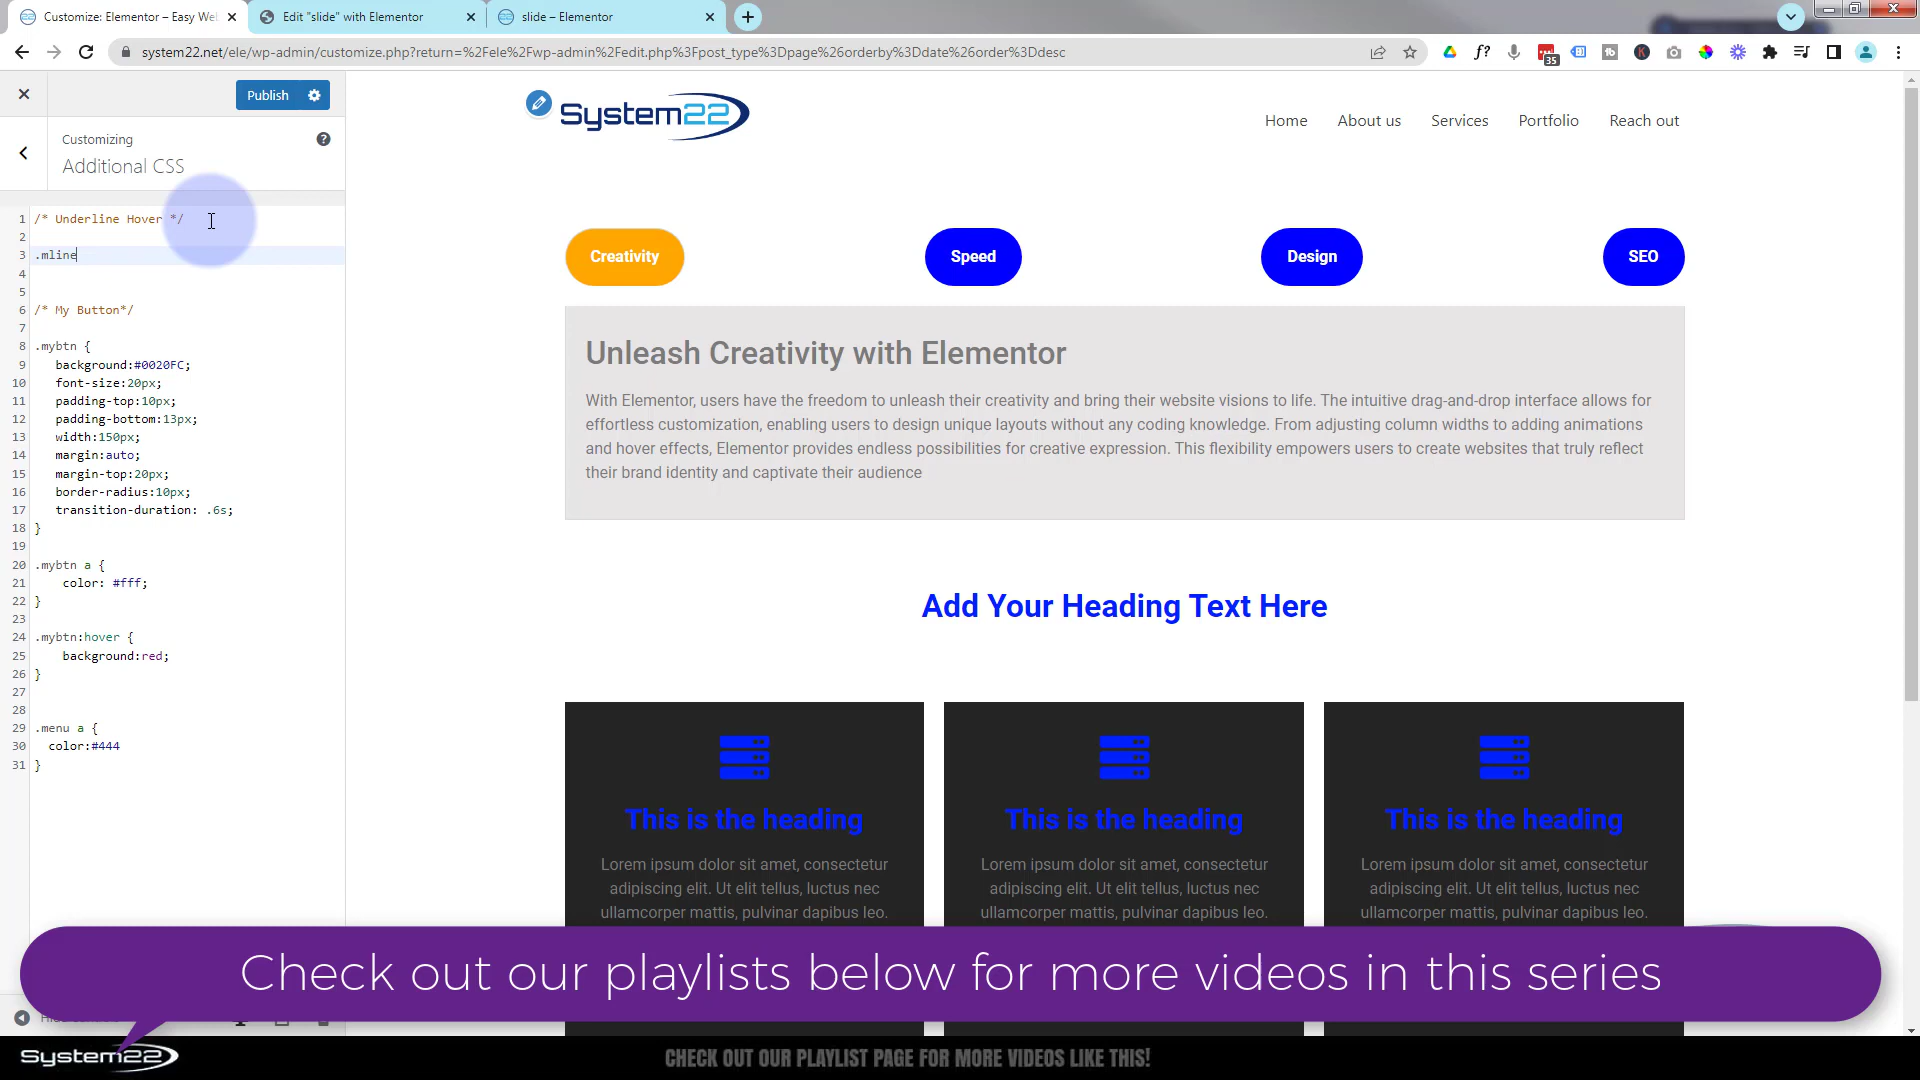 Customize: Elementor – Easy We
Edit "slide" with Elementor
slide – Elementor
system22.net/ele/wp-admin/customize.php?return=%2Fele%2Fwp-admin%2Fedit.php%3Fpost_type%3Dpage%26orderby%3Ddate%26order%3Ddesc
f?
35
Publish
Customizing
Additional CSS
1 /* Underline Hover */
2
3 .mline
4
5
6 /* My Button*/
7
8 .mybtn {
9 background:#0020FC;
10 font-size:20px;
11 padding-top:10px;
12 padding-bottom:13px;
13 width:150px;
14 margin:auto;
15 margin-top:20px;
16 border-radius:10px;
17 transition-duration: .6s;
18 }
19
20 .mybtn a {
21 color: #fff;
22 }
23
24 .mybtn:hover {
25 background:red;
26 }
27
28
29 .menu a {
30 color:#444
31 }
System22
Home About us Services Portfolio Reach out
Creativity Speed Design SEO
Unleash Creativity with Elementor
With Elementor, users have the freedom to unleash their creativity and bring their website visions to life. The intuitive drag-and-drop interface allows for
effortless customization, enabling users to design unique layouts without any coding knowledge. From adjusting column widths to adding animations
and hover effects, Elementor provides endless possibilities for creative expression. This flexibility empowers users to create websites that truly reflect
their brand identity and captivate their audience
Add Your Heading Text Here
This is the heading
Lorem ipsum dolor sit amet, consectetur
adipiscing elit. Ut elit tellus, luctus nec
ullamcorper mattis, pulvinar dapibus leo.
This is the heading
Lorem ipsum dolor sit amet, consectetur
adipiscing elit. Ut elit tellus, luctus nec
ullamcorper mattis, pulvinar dapibus leo.
This is the heading
Lorem ipsum dolor sit amet, consectetur
adipiscing elit. Ut elit tellus, luctus nec
ullamcorper mattis, pulvinar dapibus leo.
Check out our playlists below for more videos in this series
System22
CHECK OUT OUR PLAYLIST PAGE FOR MORE VIDEOS LIKE THIS!